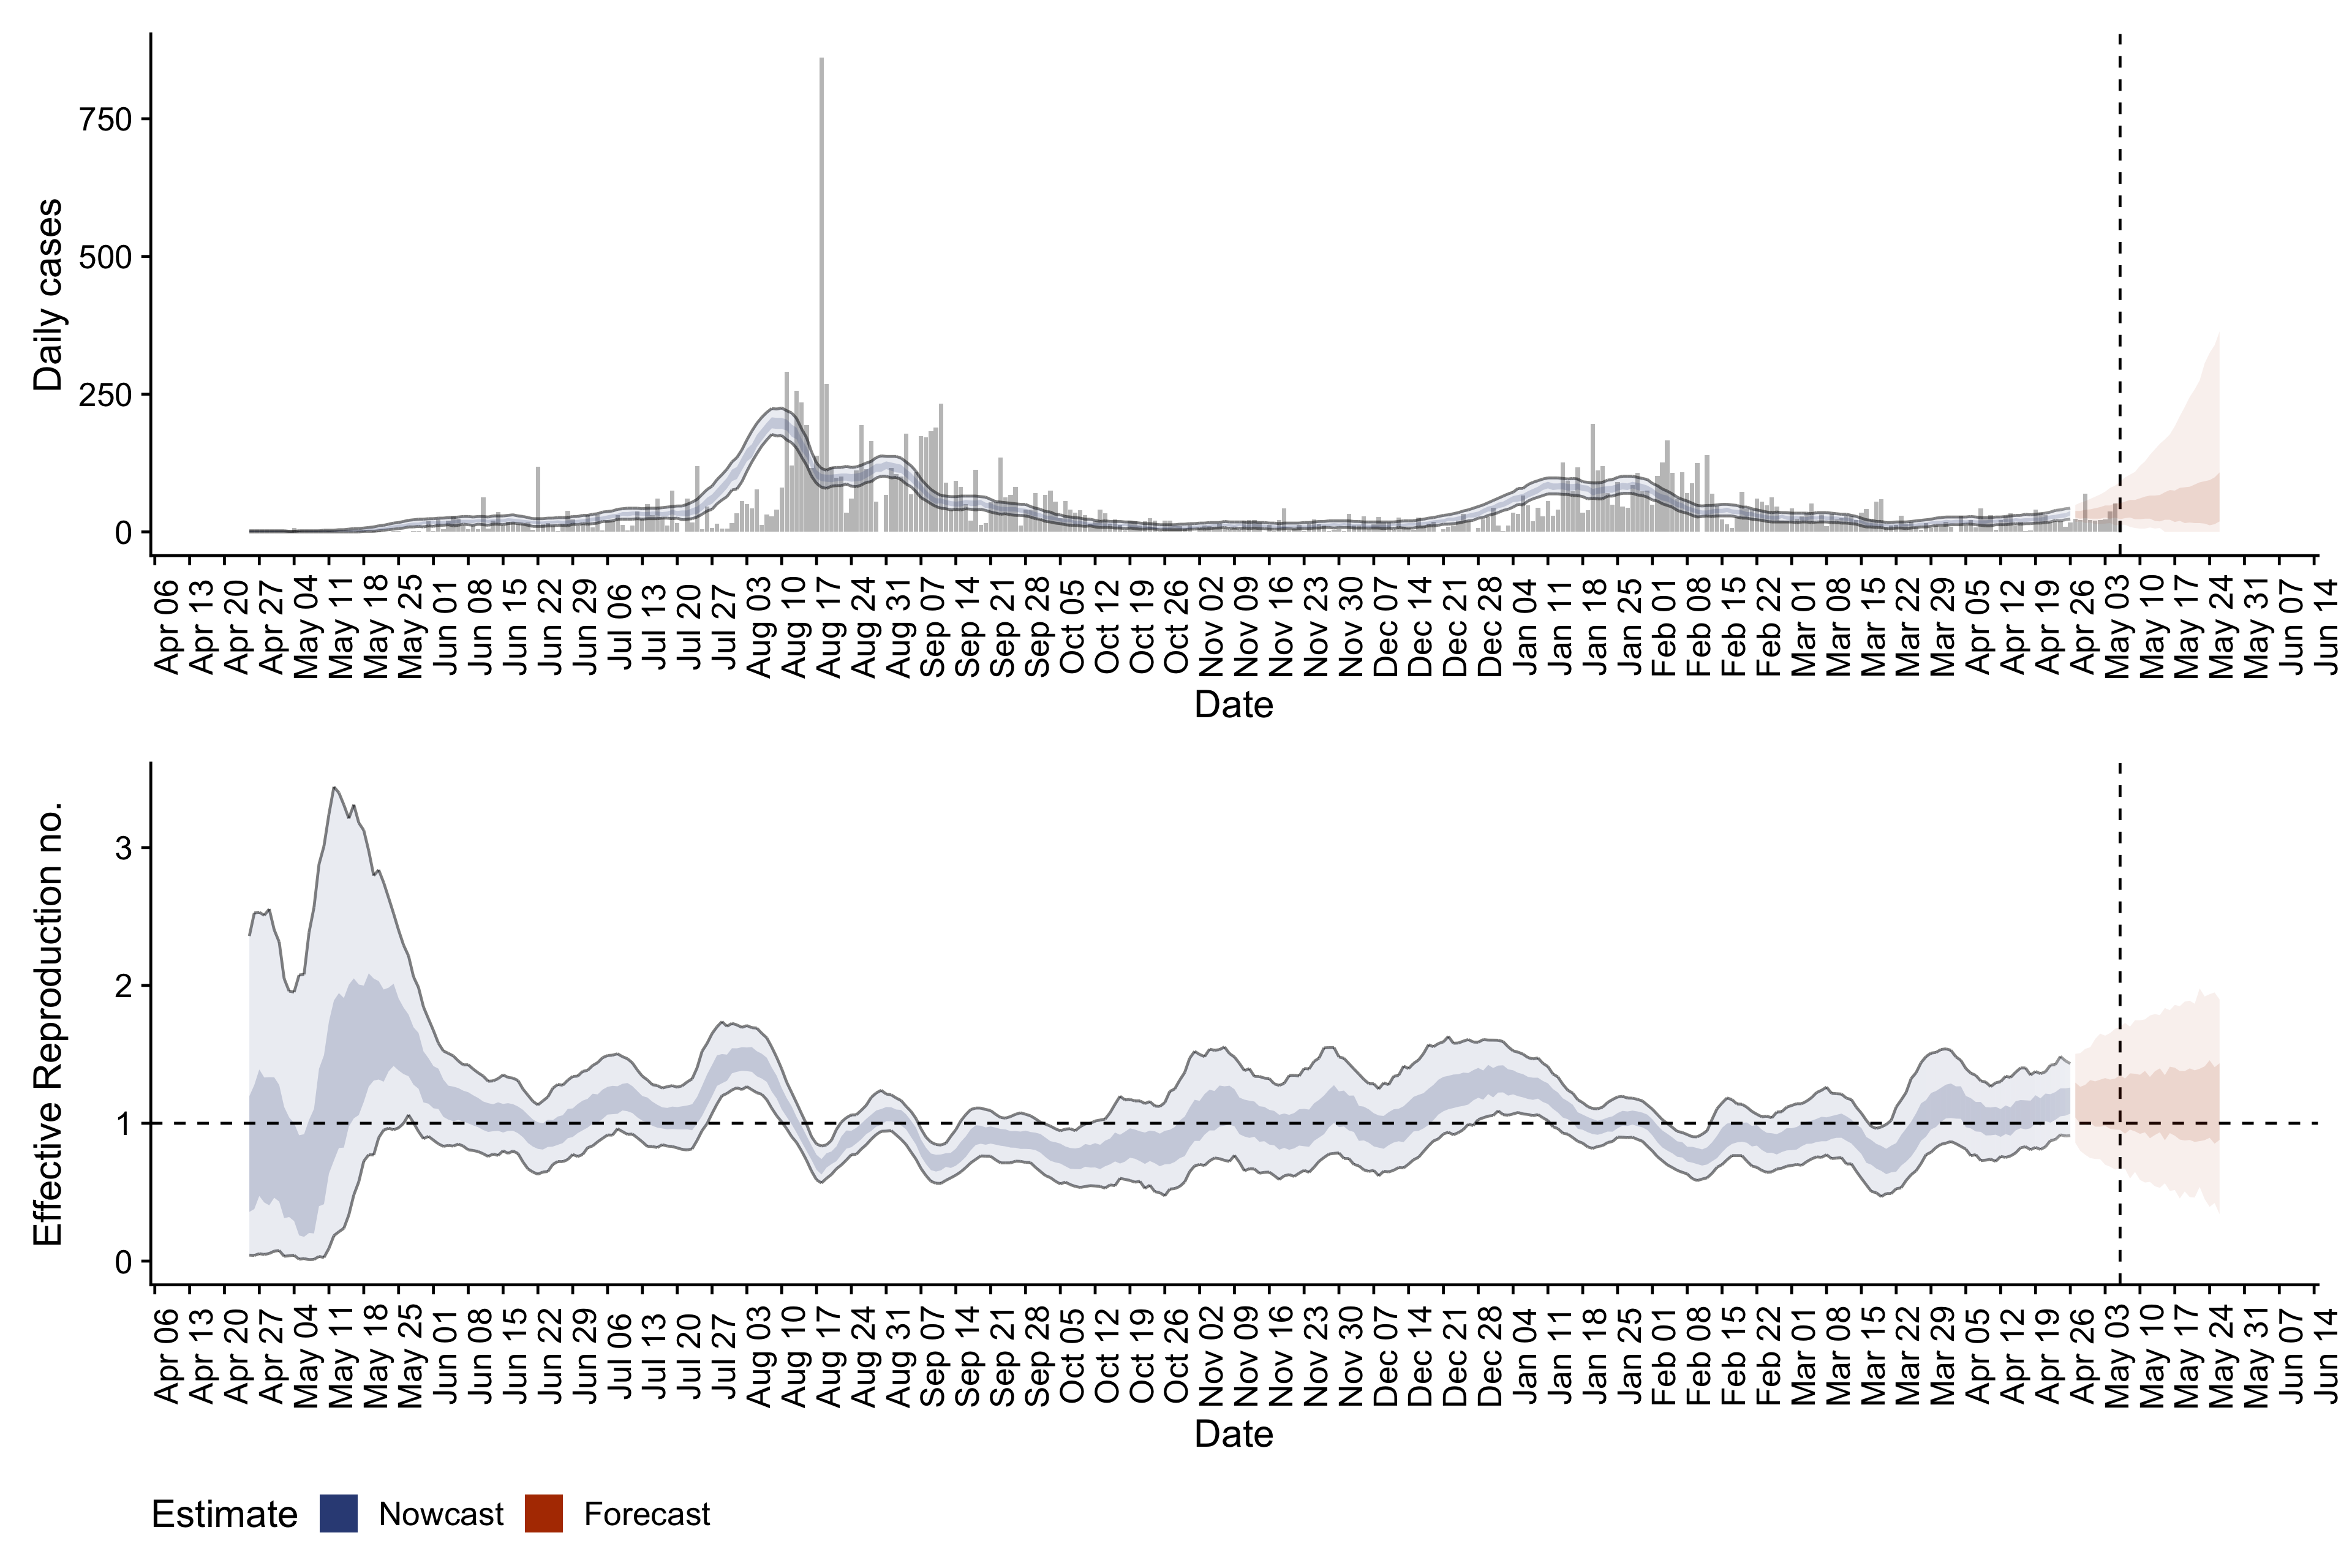 Daily cases
750
500
250
0
Apr 06 Apr 13 Apr 20 Apr 27 May 04 May 11 May 18 May 25 Jun 01 Jun 08 Jun 15 Jun 22 Jun 29 Jul 06 Jul 13 Jul 20 Jul 27 Aug 03 Aug 10 Aug 17 Aug 24 Aug 31 Sep 07 Sep 14 Sep 21 Sep 28 Oct 05 Oct 12 Oct 19 Oct 26 Nov 02 Nov 09 Nov 16 Nov 23 Nov 30 Dec 07 Dec 14 Dec 21 Dec 28 Jan 04 Jan 11 Jan 18 Jan 25 Feb 01 Feb 08 Feb 15 Feb 22 Mar 01 Mar 08 Mar 15 Mar 22 Mar 29 Apr 05 Apr 12 Apr 19 Apr 26 May 03 May 10 May 17 May 24 May 31 Jun 07 Jun 14
Date
Effective Reproduction no.
3
2
1
0
Apr 06 Apr 13 Apr 20 Apr 27 May 04 May 11 May 18 May 25 Jun 01 Jun 08 Jun 15 Jun 22 Jun 29 Jul 06 Jul 13 Jul 20 Jul 27 Aug 03 Aug 10 Aug 17 Aug 24 Aug 31 Sep 07 Sep 14 Sep 21 Sep 28 Oct 05 Oct 12 Oct 19 Oct 26 Nov 02 Nov 09 Nov 16 Nov 23 Nov 30 Dec 07 Dec 14 Dec 21 Dec 28 Jan 04 Jan 11 Jan 18 Jan 25 Feb 01 Feb 08 Feb 15 Feb 22 Mar 01 Mar 08 Mar 15 Mar 22 Mar 29 Apr 05 Apr 12 Apr 19 Apr 26 May 03 May 10 May 17 May 24 May 31 Jun 07 Jun 14
Date
Estimate Nowcast Forecast